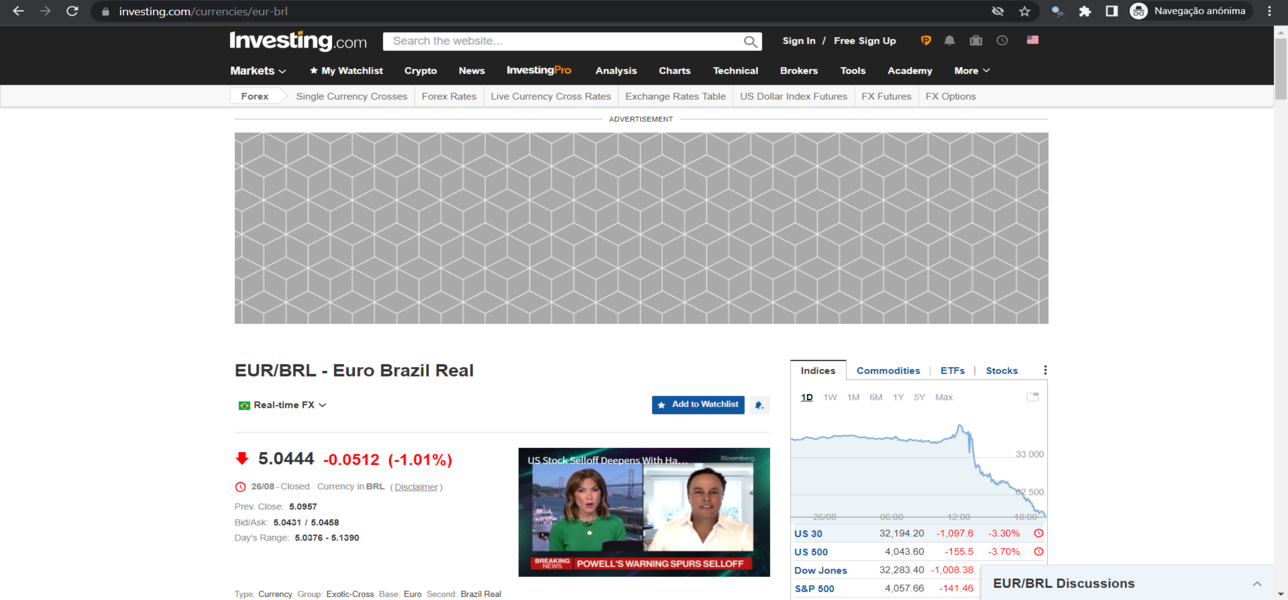 investing.com/currencies/eur-brl
Navegação anónima
Investing.com
Search the website...
Sign In / Free Sign Up
Markets
My Watchlist
Crypto
News
InvestingPro
Analysis
Charts
Technical
Brokers
Tools
Academy
More
Forex
Single Currency Crosses
Forex Rates
Live Currency Cross Rates
Exchange Rates Table
US Dollar Index Futures
FX Futures
FX Options
ADVERTISEMENT
EUR/BRL - Euro Brazil Real
Real-time FX
Add to Watchlist
5.0444 -0.0512 (-1.01%)
26/08 - Closed. Currency in BRL ( Disclaimer )
Prev. Close: 5.0957
Bid/Ask: 5.0431 / 5.0458
Day's Range: 5.0376 - 5.1390
US Stock Selloff Deepens With Ha...
Bloomberg
BREAKING NEWS
POWELL'S WARNING SPURS SELLOFF
Type: Currency Group: Exotic-Cross Base: Euro Second: Brazil Real
Indices
Commodities
ETFs
Stocks
1D 1W 1M 6M 1Y 5Y Max
33 000
500
26/08 06:00 12:00 18:00
US 30 32,194.20 -1,097.6 -3.30%
US 500 4,043.60 -155.5 -3.70%
Dow Jones 32,283.40 -1,008.38
S&P 500 4,057.66 -141.46
EUR/BRL Discussions